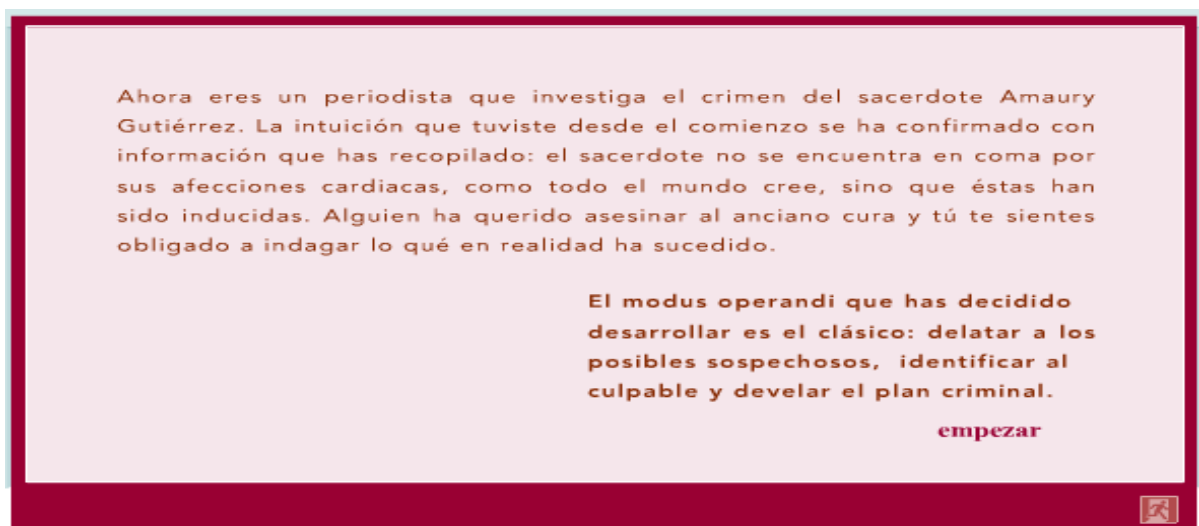 Ahora eres un periodista que investiga el crimen del sacerdote Amaury
Gutiérrez. La intuición que tuviste desde el comienzo se ha confirmado con
información que has recopilado: el sacerdote no se encuentra en coma por
sus afecciones cardiacas, como todo el mundo cree, sino que éstas han
sido inducidas. Alguien ha querido asesinar al anciano cura y tú te sientes
obligado a indagar lo qué en realidad ha sucedido.
El modus operandi que has decidido
desarrollar es el clásico: delatar a los
posibles sospechosos, identificar al
culpable y develar el plan criminal.
empezar